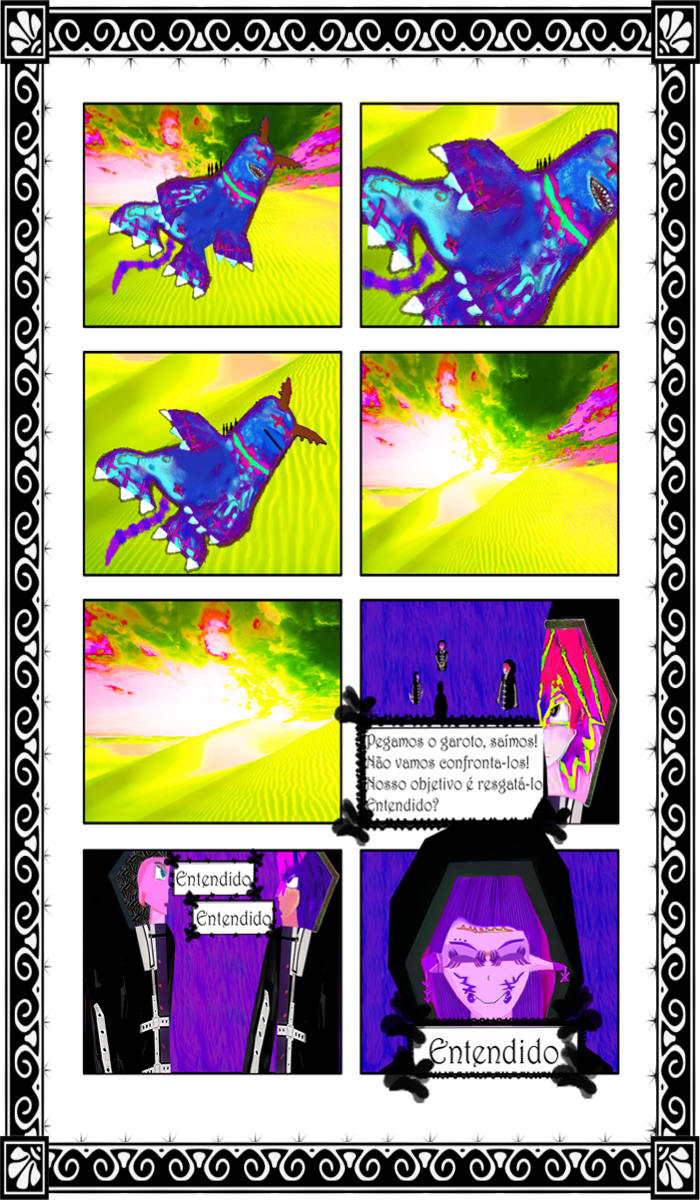 Pegamos o garoto, saímos!
Não vamos confronta-los!
Nosso objetivo é resgatá-lo
Entendido?
Entendido
Entendido
Entendido